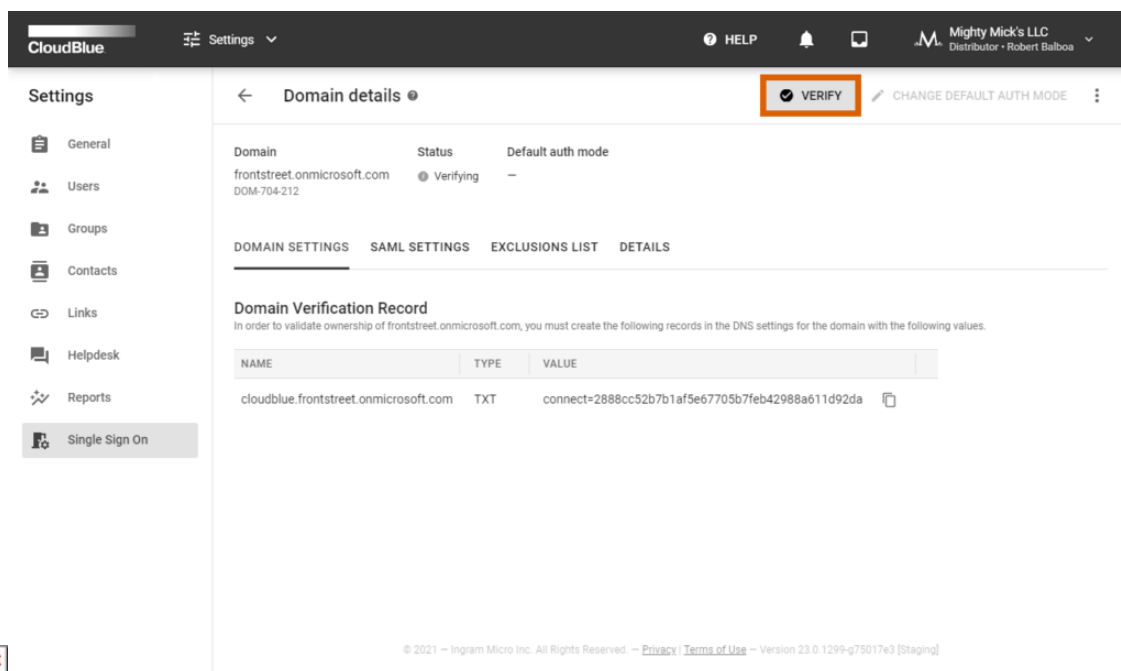 CloudBlue
Settings
HELP
Mighty Mick's LLC
Distributor • Robert Balboa
Settings
General
Users
Groups
Contacts
Links
Helpdesk
Reports
Single Sign On
Domain details
VERIFY
CHANGE DEFAULT AUTH MODE
Domain Status Default auth mode
frontstreet.onmicrosoft.com Verifying —
DOM-704-212
DOMAIN SETTINGS SAML SETTINGS EXCLUSIONS LIST DETAILS
Domain Verification Record
In order to validate ownership of frontstreet.onmicrosoft.com, you must create the following records in the DNS settings for the domain with the following values.
NAME TYPE VALUE
cloudblue.frontstreet.onmicrosoft.com TXT connect=2888cc52b7b1af5e67705b7feb42988a611d92da
© 2021 — Ingram Micro Inc. All Rights Reserved. — Privacy | Terms of Use — Version 23.0.1299-g75017e3 [Staging]